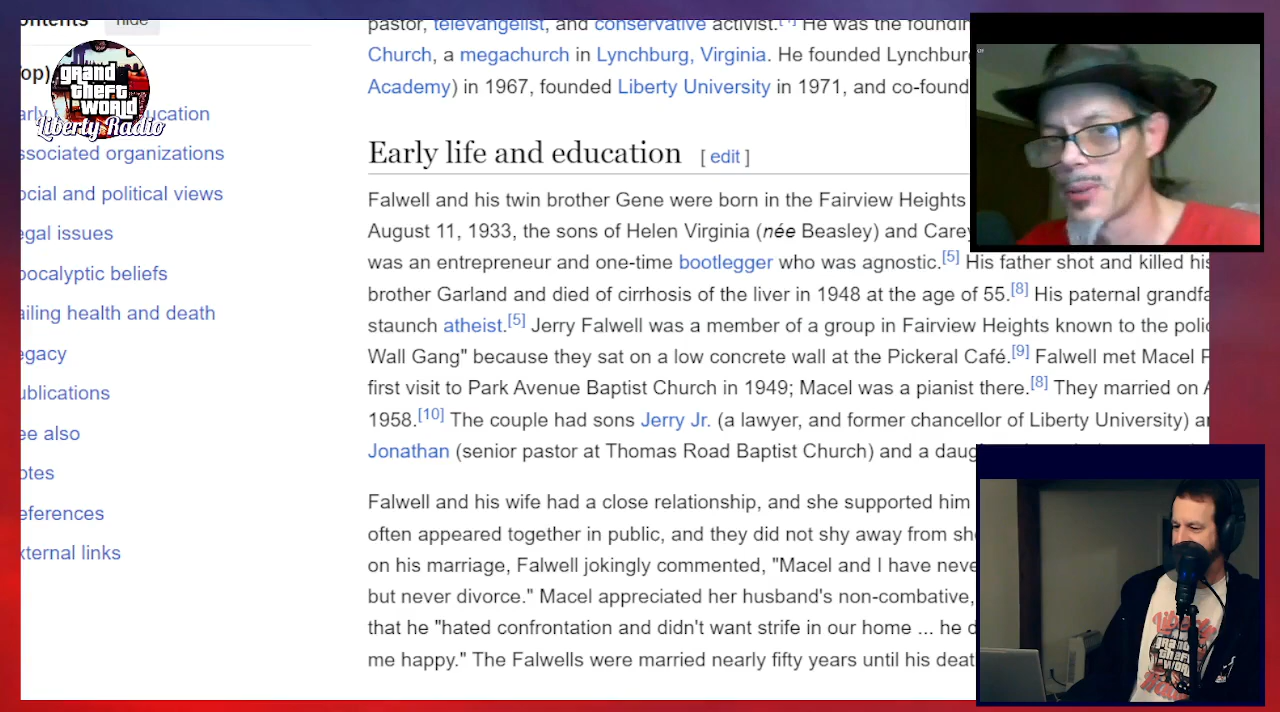 ontents hide
op)
arly ucation
ssociated organizations
ocial and political views
egal issues
pocalyptic beliefs
ailing health and death
egacy
ublications
ee also
otes
eferences
xternal links
grand
theft
world
Liberty Radio
pastor, televangelist, and conservative activist. He was the foundin
Church, a megachurch in Lynchburg, Virginia. He founded Lynchburg
Academy) in 1967, founded Liberty University in 1971, and co-found
Early life and education [ edit ]
Falwell and his twin brother Gene were born in the Fairview Heights
August 11, 1933, the sons of Helen Virginia (née Beasley) and Carey
was an entrepreneur and one-time bootlegger who was agnostic.[5] His father shot and killed his
brother Garland and died of cirrhosis of the liver in 1948 at the age of 55.[8] His paternal grandfa
staunch atheist.[5] Jerry Falwell was a member of a group in Fairview Heights known to the polic
Wall Gang" because they sat on a low concrete wall at the Pickeral Café.[9] Falwell met Macel P
first visit to Park Avenue Baptist Church in 1949; Macel was a pianist there.[8] They married on A
1958.[10] The couple had sons Jerry Jr. (a lawyer, and former chancellor of Liberty University) an
Jonathan (senior pastor at Thomas Road Baptist Church) and a daug
Falwell and his wife had a close relationship, and she supported him
often appeared together in public, and they did not shy away from sh
on his marriage, Falwell jokingly commented, "Macel and I have neve
but never divorce." Macel appreciated her husband's non-combative,
that he "hated confrontation and didn't want strife in our home ... he d
me happy." The Falwells were married nearly fifty years until his deat
Liberty
grand
theft
world